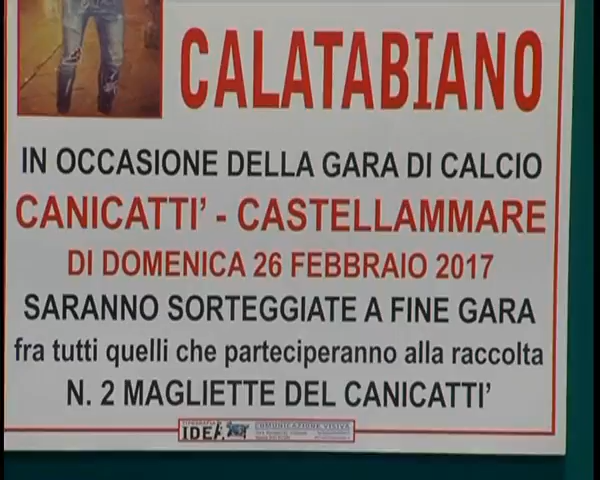 CALATABIANO
IN OCCASIONE DELLA GARA DI CALCIO
CANICATTI' - CASTELLAMMARE
DI DOMENICA 26 FEBBRAIO 2017
SARANNO SORTEGGIATE A FINE GARA
fra tutti quelli che parteciperanno alla raccolta
N. 2 MAGLIETTE DEL CANICATTI'
TIPOGRAFIA
IDEA
COMUNICAZIONE VISIVA